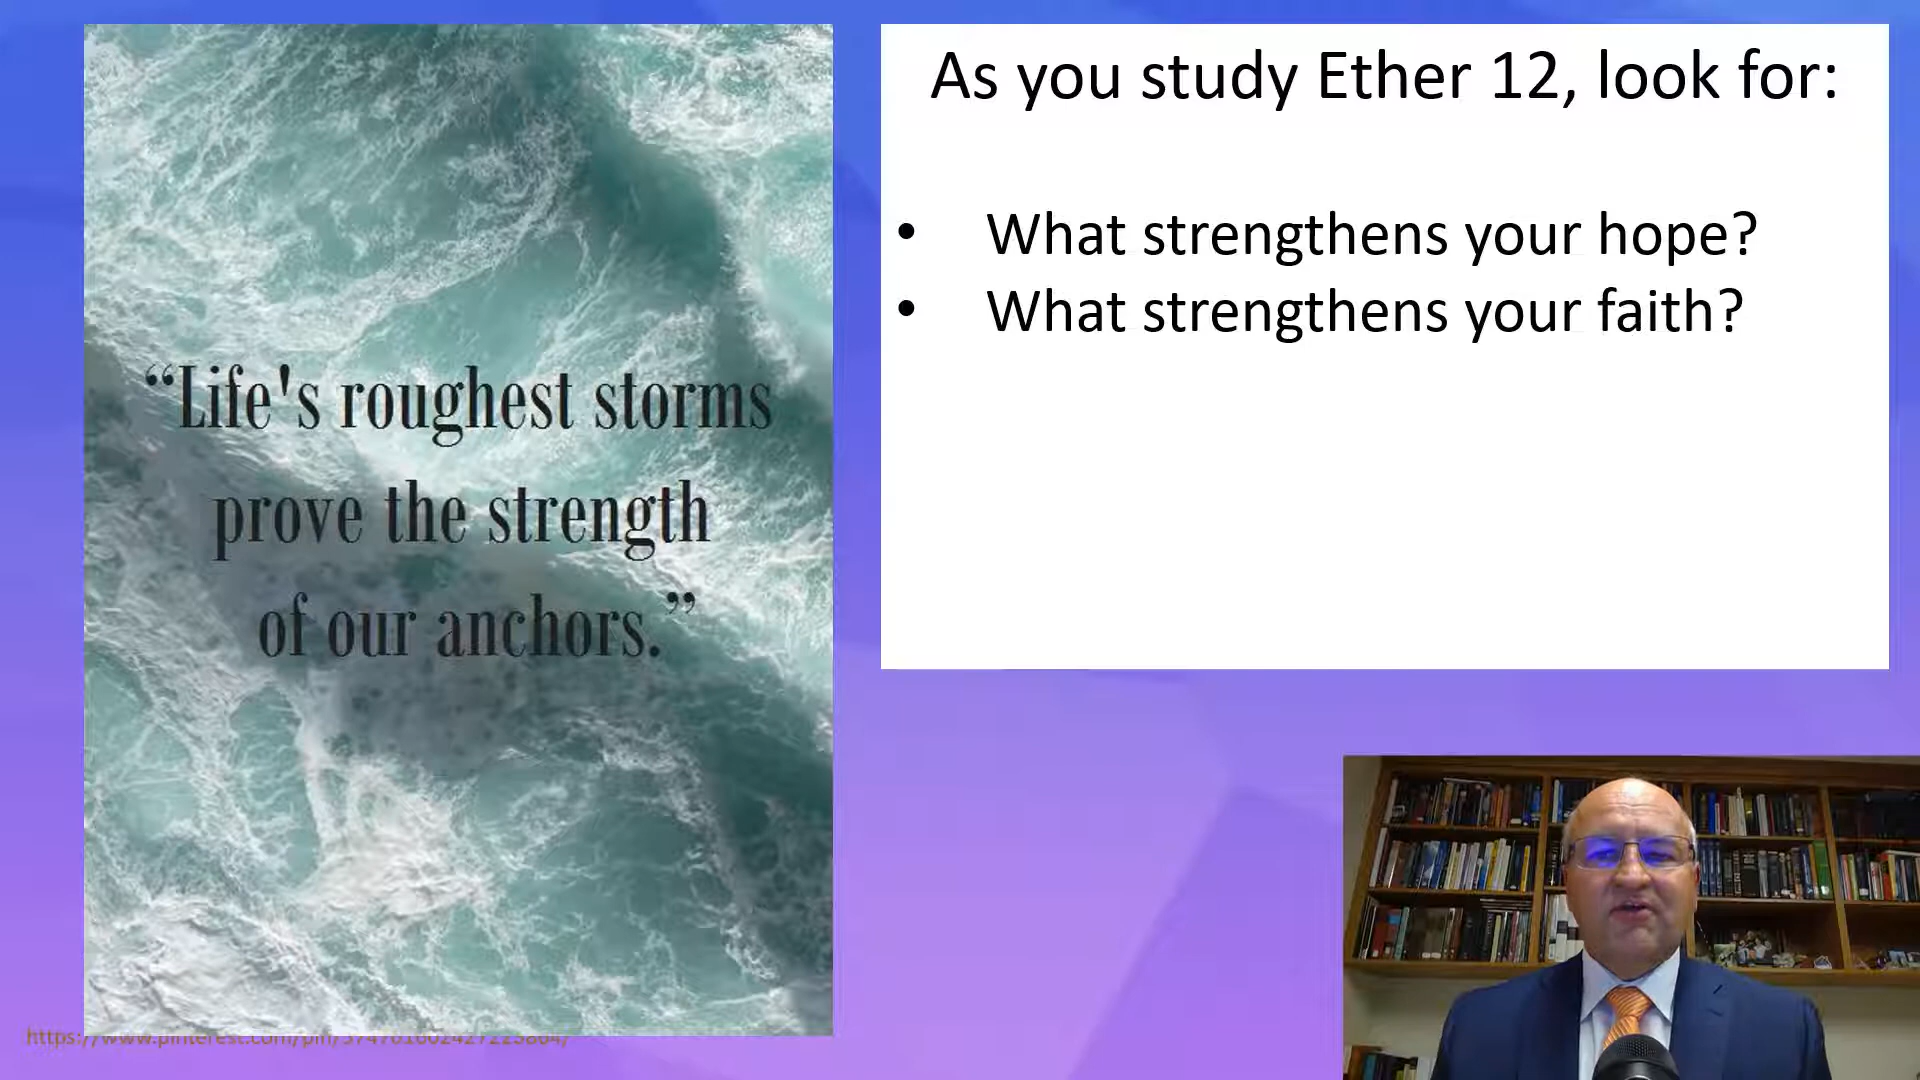 “Life's roughest storms
prove the strength
of our anchors.”
As you study Ether 12, look for:
• What strengthens your hope?
• What strengthens your faith?